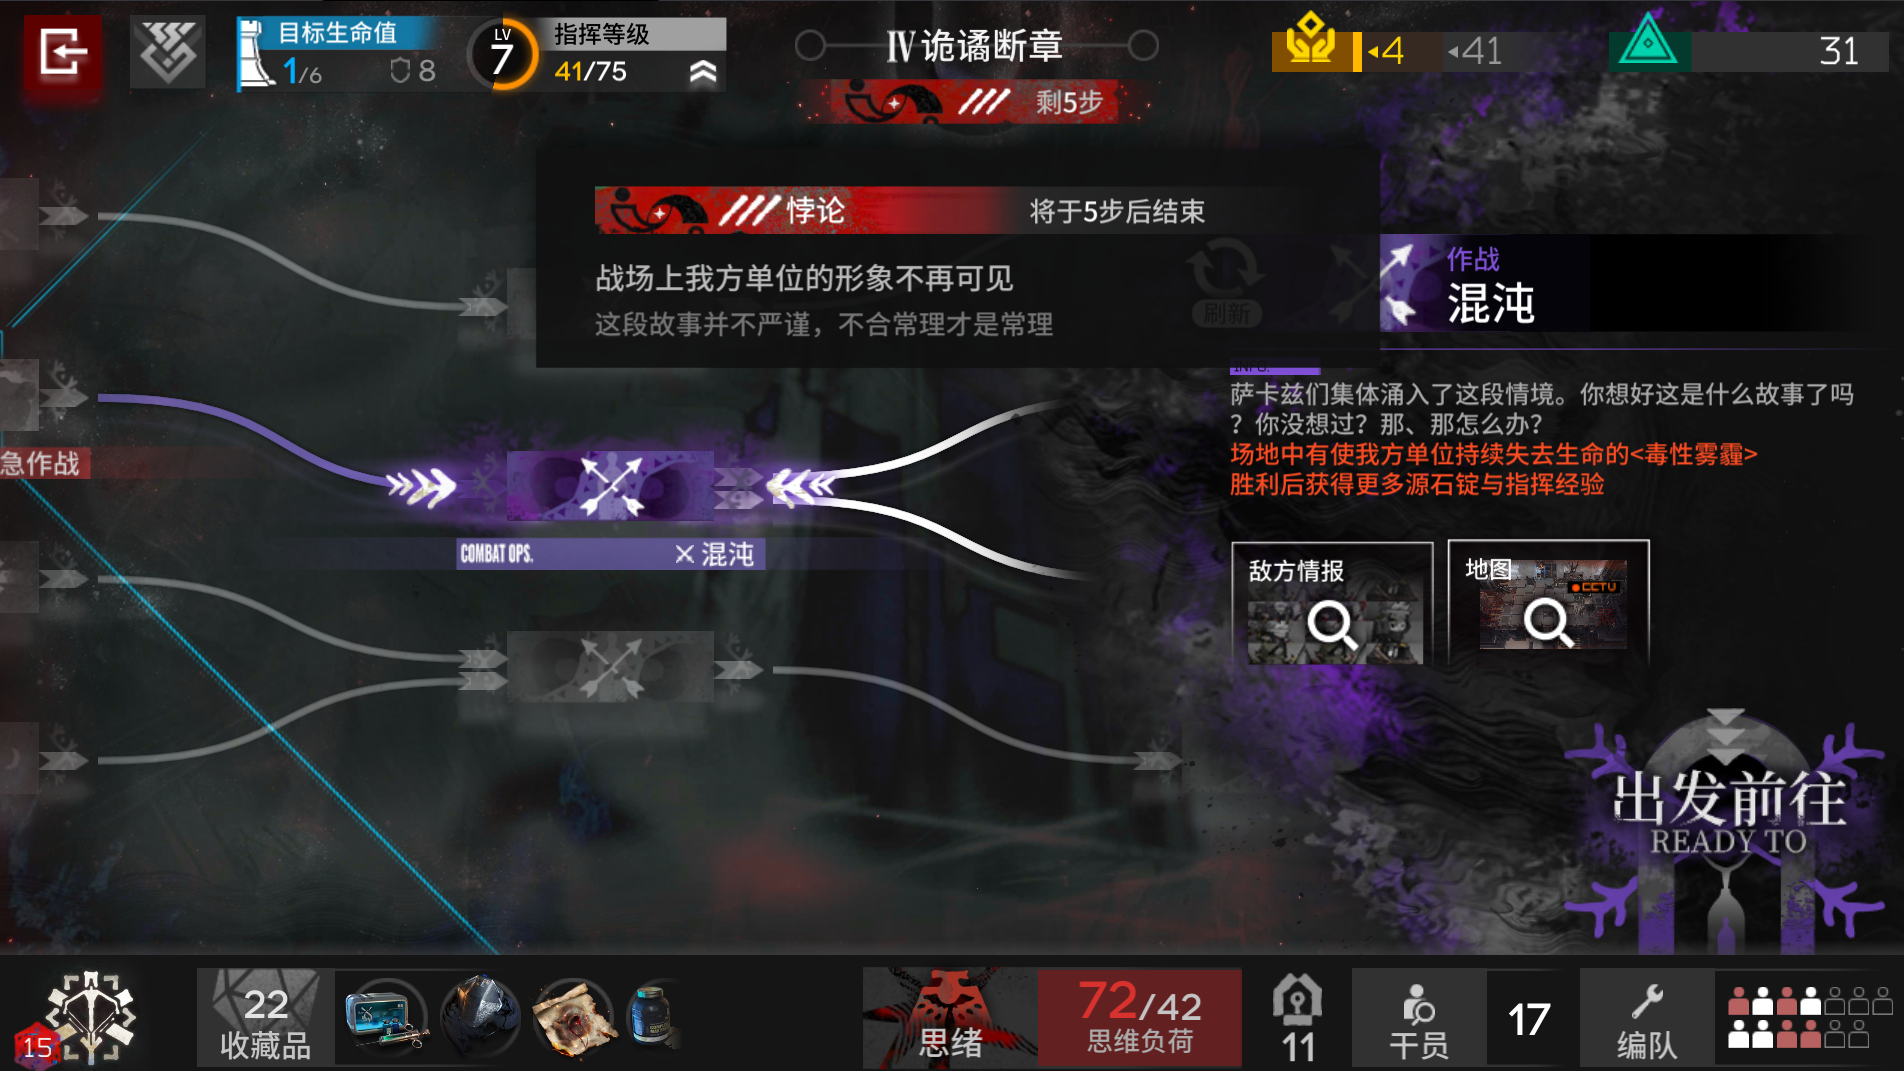 目标生命值
1/6
8
LV
7
指挥等级
41/75
IV 诡谲断章
剩5步
4
41
31
悖论
将于5步后结束
战场上我方单位的形象不再可见
这段故事并不严谨，不合常理才是常理
刷新
作战
混沌
INFO.
萨卡兹们集体涌入了这段情境。你想好这是什么故事了吗
？你没想过？那、那怎么办？
场地中有使我方单位持续失去生命的<毒性雾霾>
胜利后获得更多源石锭与指挥经验
急作战
COMBAT OPS.
混沌
敌方情报
地图
CCTV
出发前往
READY TO
15
22
收藏品
思绪
72/42
思维负荷
11
干员
17
编队